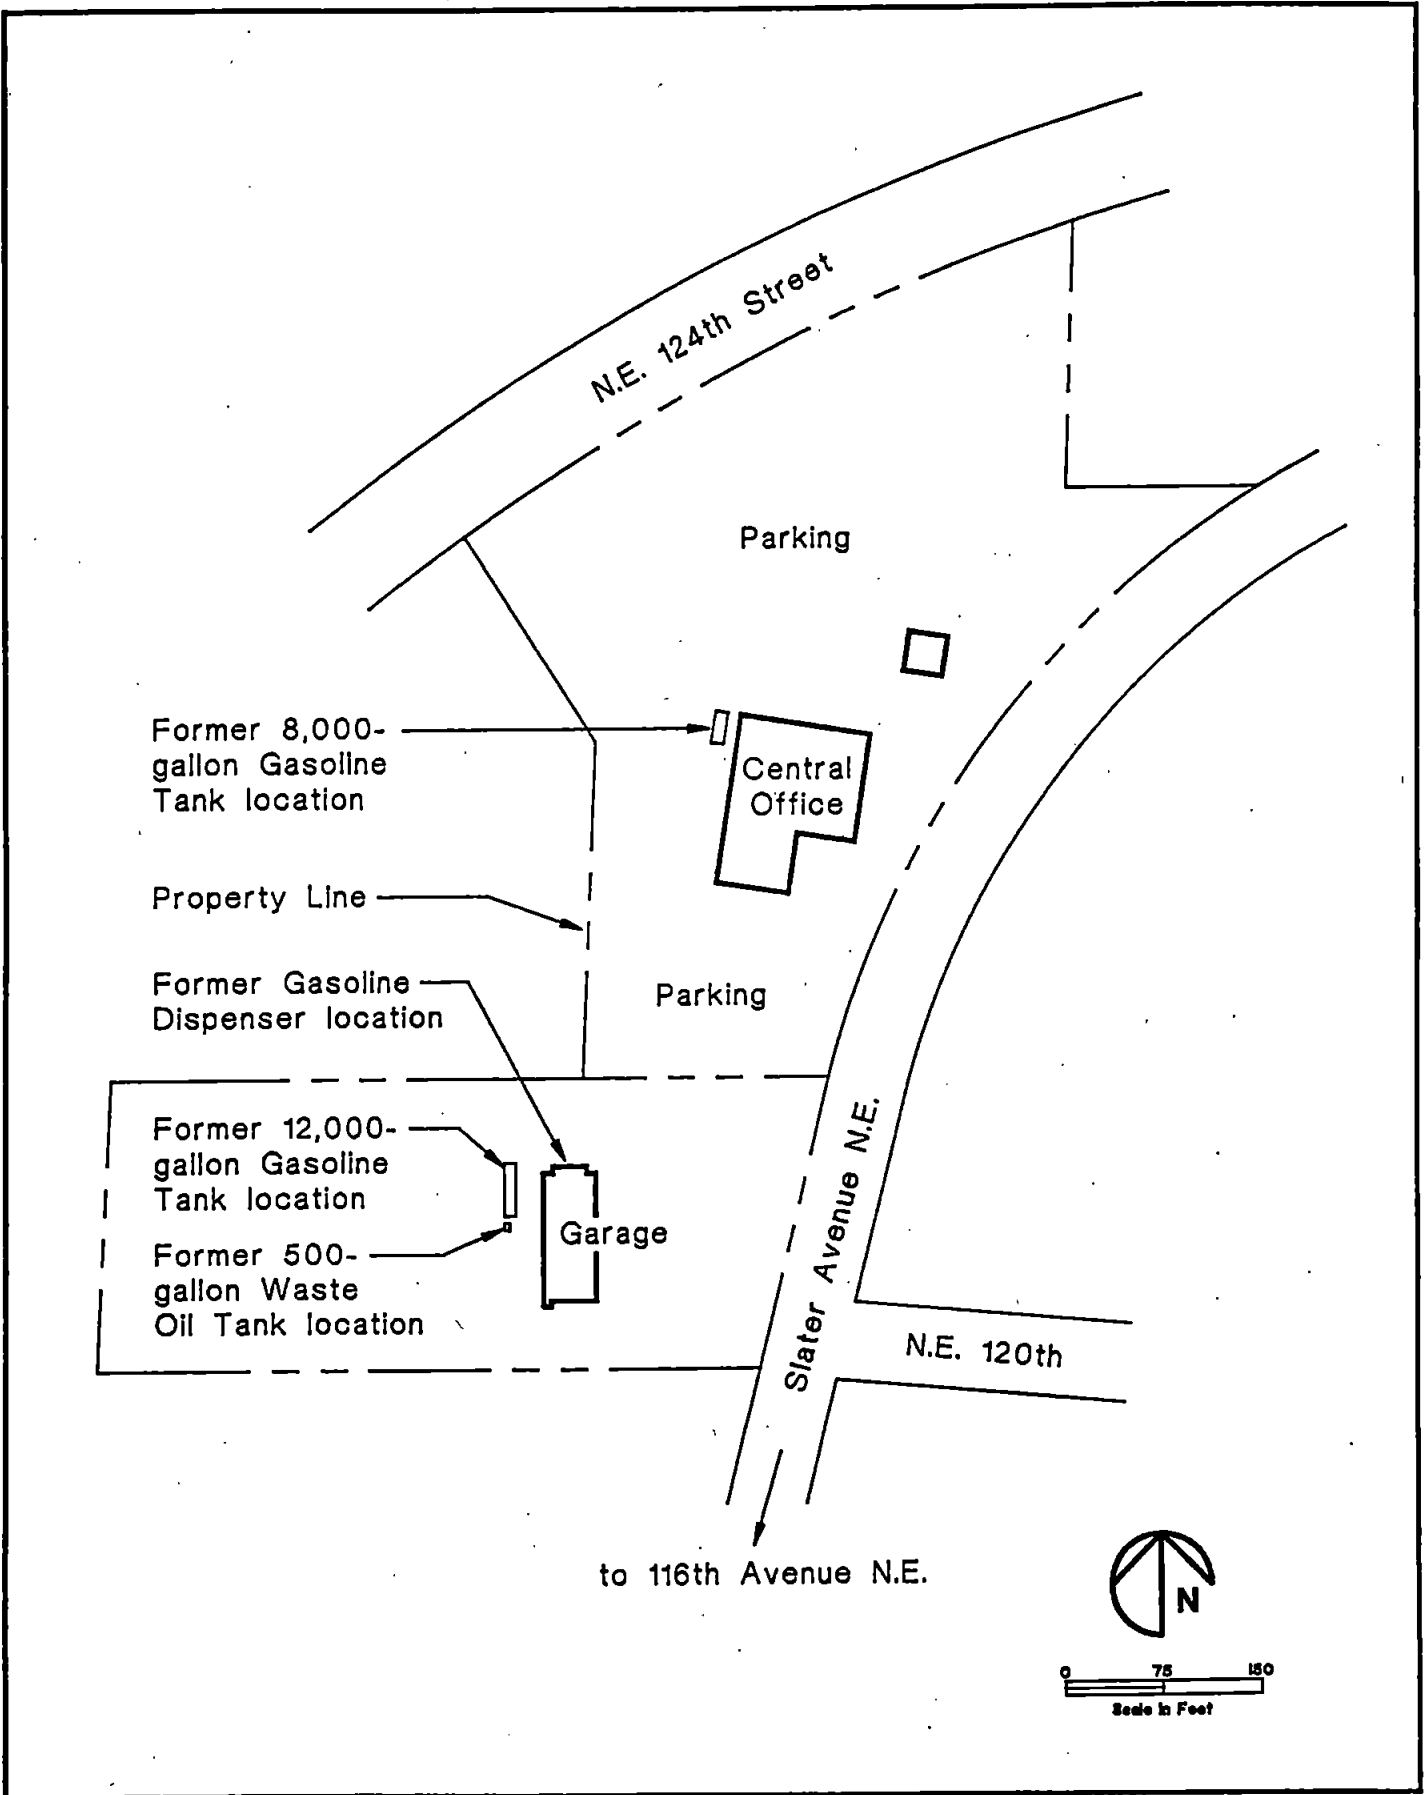 N.E. 124th Street
Parking
Former 8,000-
gallon Gasoline
Tank location
Central
Office
Property Line
Former Gasoline
Dispenser location
Parking
Former 12,000-
gallon Gasoline
Tank location
Garage
Former 500-
gallon Waste
Oil Tank location
Slater Avenue N.E.
N.E. 120th
to 116th Avenue N.E.
N
0 75 150
Scale in Feet